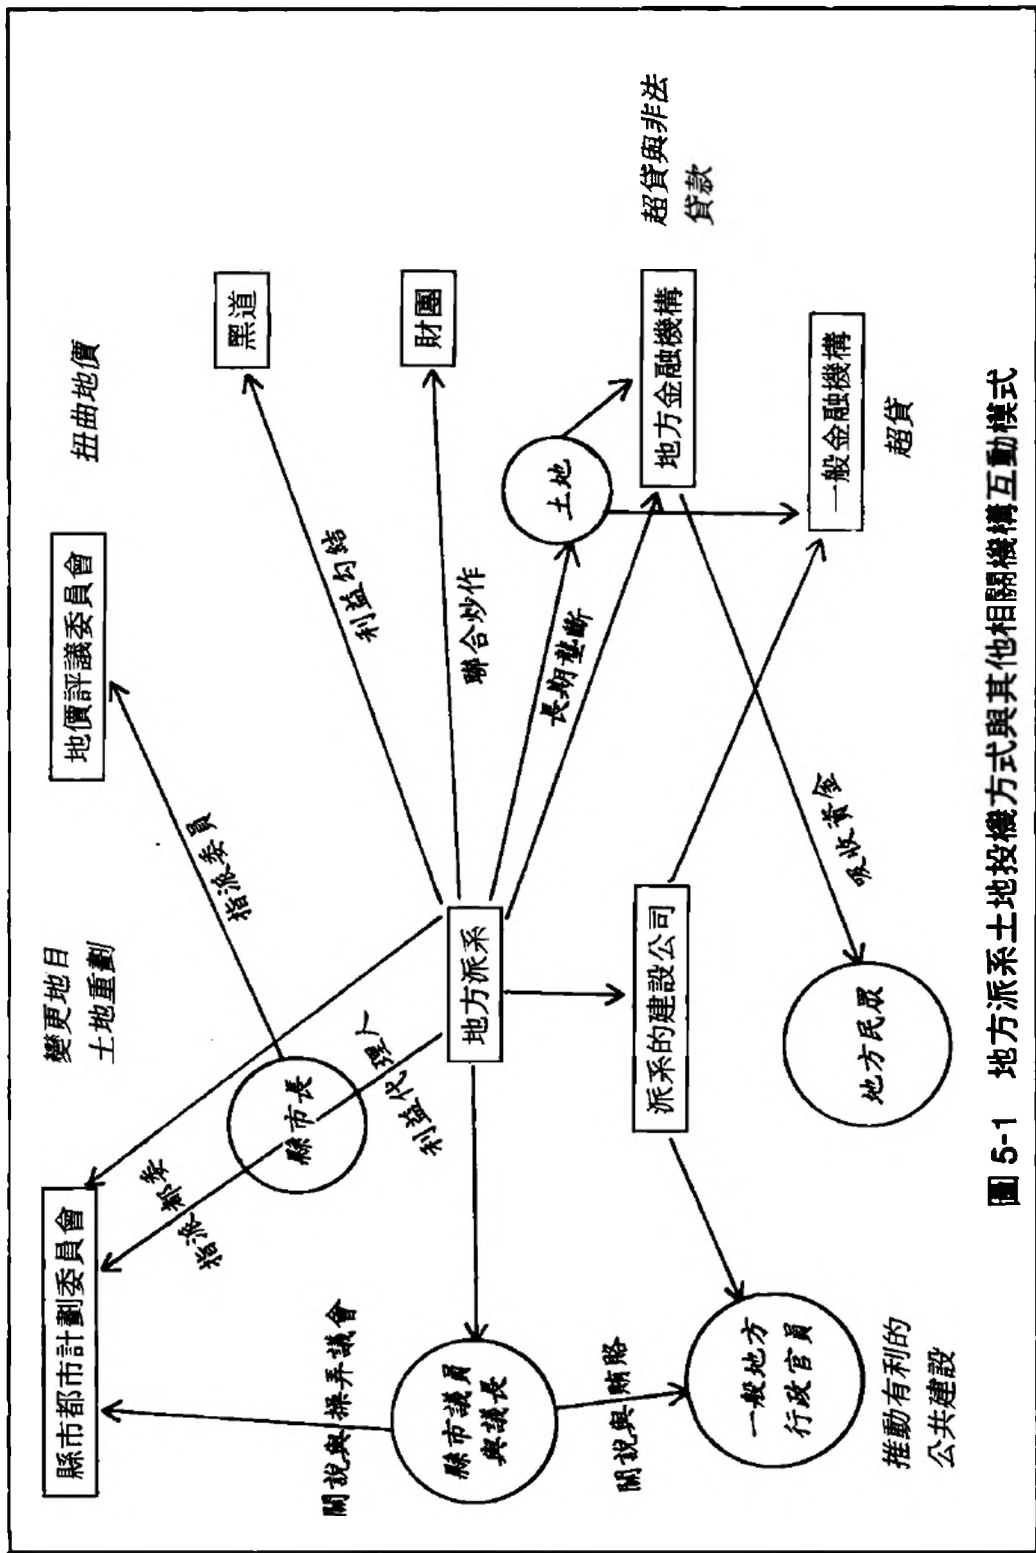 縣市都市計劃委員會
變更地目
土地重劃
地價評議委員會
扭曲地價
指派都委
縣市長
指派委員
黑道
利益代理人
利益勾結
關說與操弄議會
縣市議員
與議長
地方派系
聯合炒作
財團
長期壟斷
土地
關說與賄賂
派系的建設公司
地方金融機構
超貸與非法
貸款
一般地方
行政官員
地方民眾
吸收資金
一般金融機構
推動有利的
公共建設
超貸
圖 5-1 地方派系土地投機方式與其他相關機構互動模式